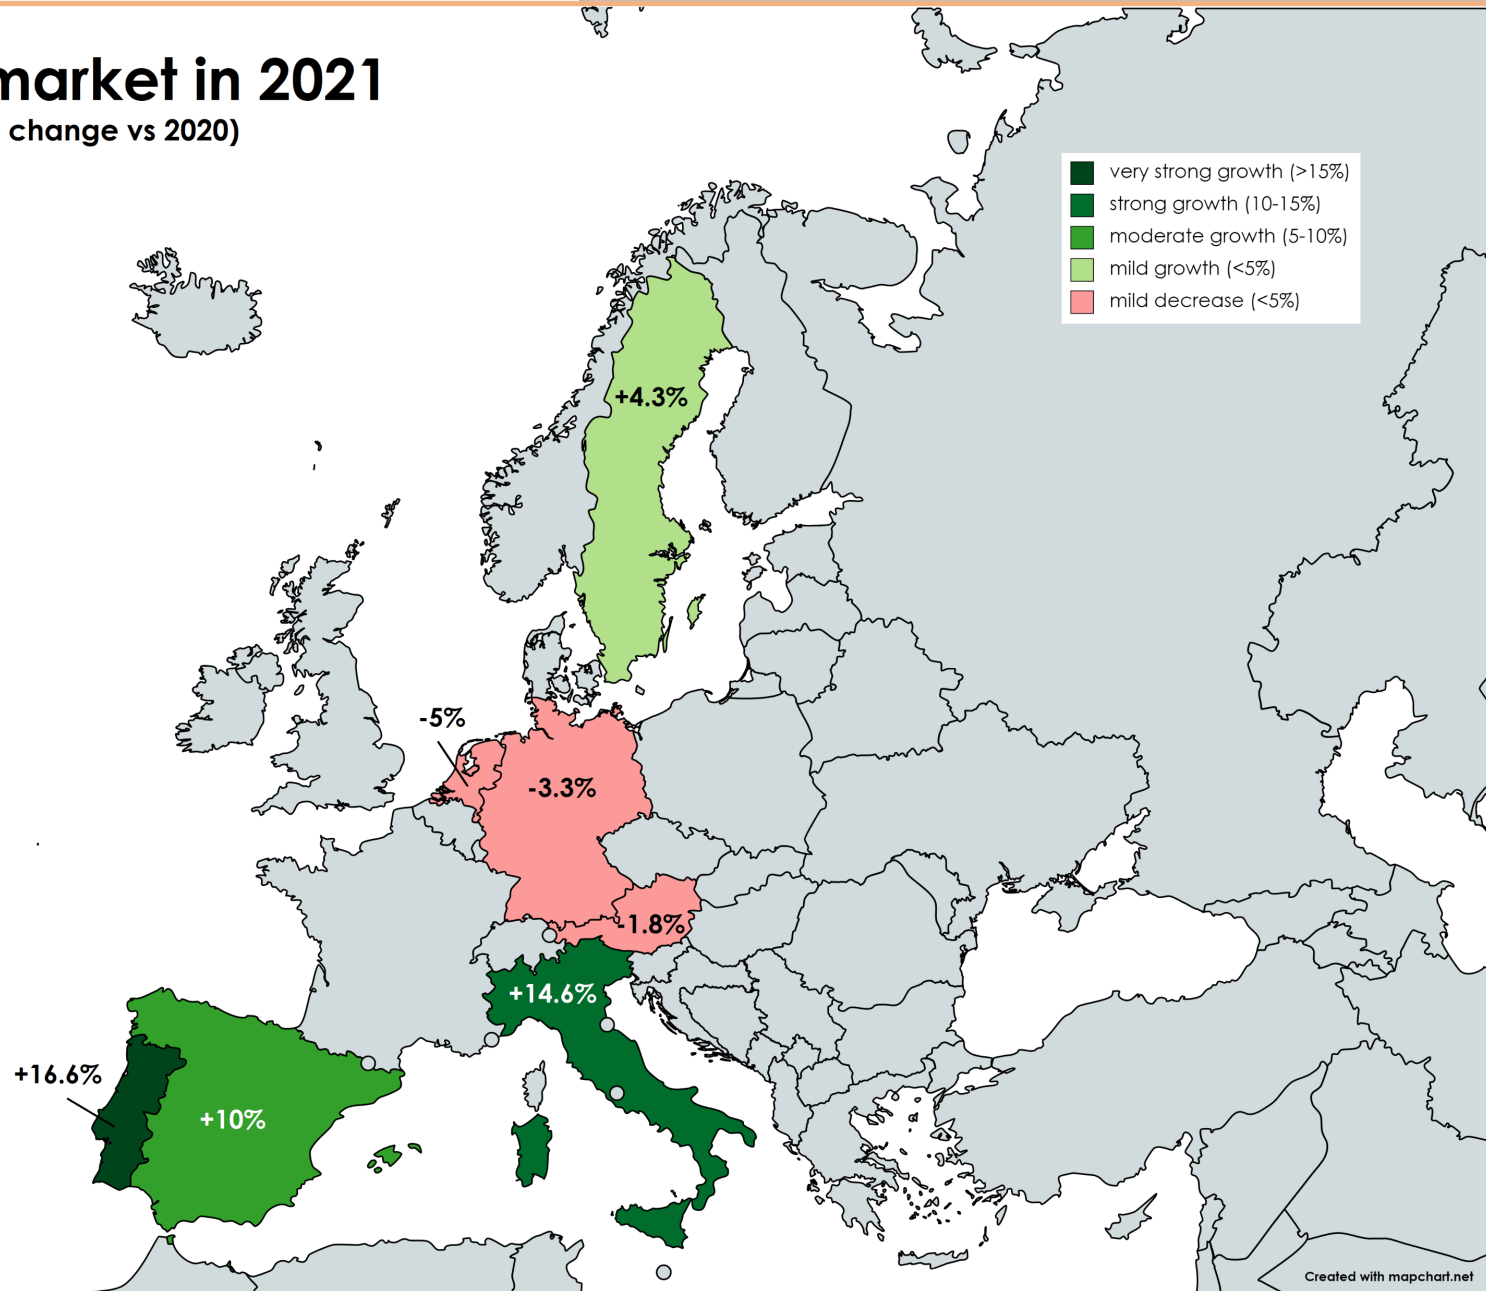 market in 2021
change vs 2020)
very strong growth (>15%)
strong growth (10-15%)
moderate growth (5-10%)
mild growth (<5%)
mild decrease (<5%)
+4.3%
-5%
-3.3%
-1.8%
+14.6%
+16.6%
+10%
Created with mapchart.net